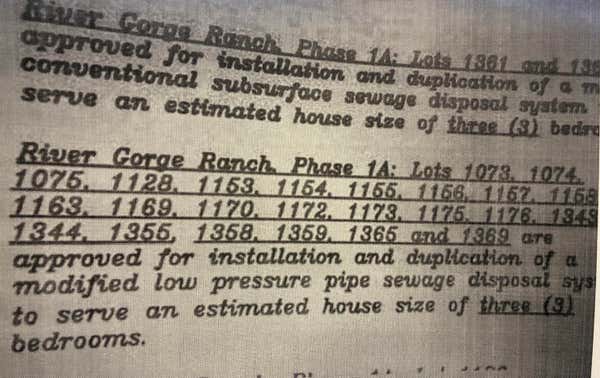 River Gorge Ranch, Phase 1A: Lots 1361 and
approved for installation and duplication of a
conventional subsurface sewage disposal system
serve an estimated house size of three (3)
River Gorge Ranch, Phase 1A: Lots 1073, 1074,
1075, 1128, 1153, 1154, 1155, 1156, 1157, 1158
1163, 1169, 1170, 1172, 1173, 1175, 1176, 1343
1344, 1355, 1358, 1359, 1365 and 1369 are
approved for installation and duplication of a
modified low pressure pipe sewage disposal
to serve an estimated house size of three (3)
bedrooms.